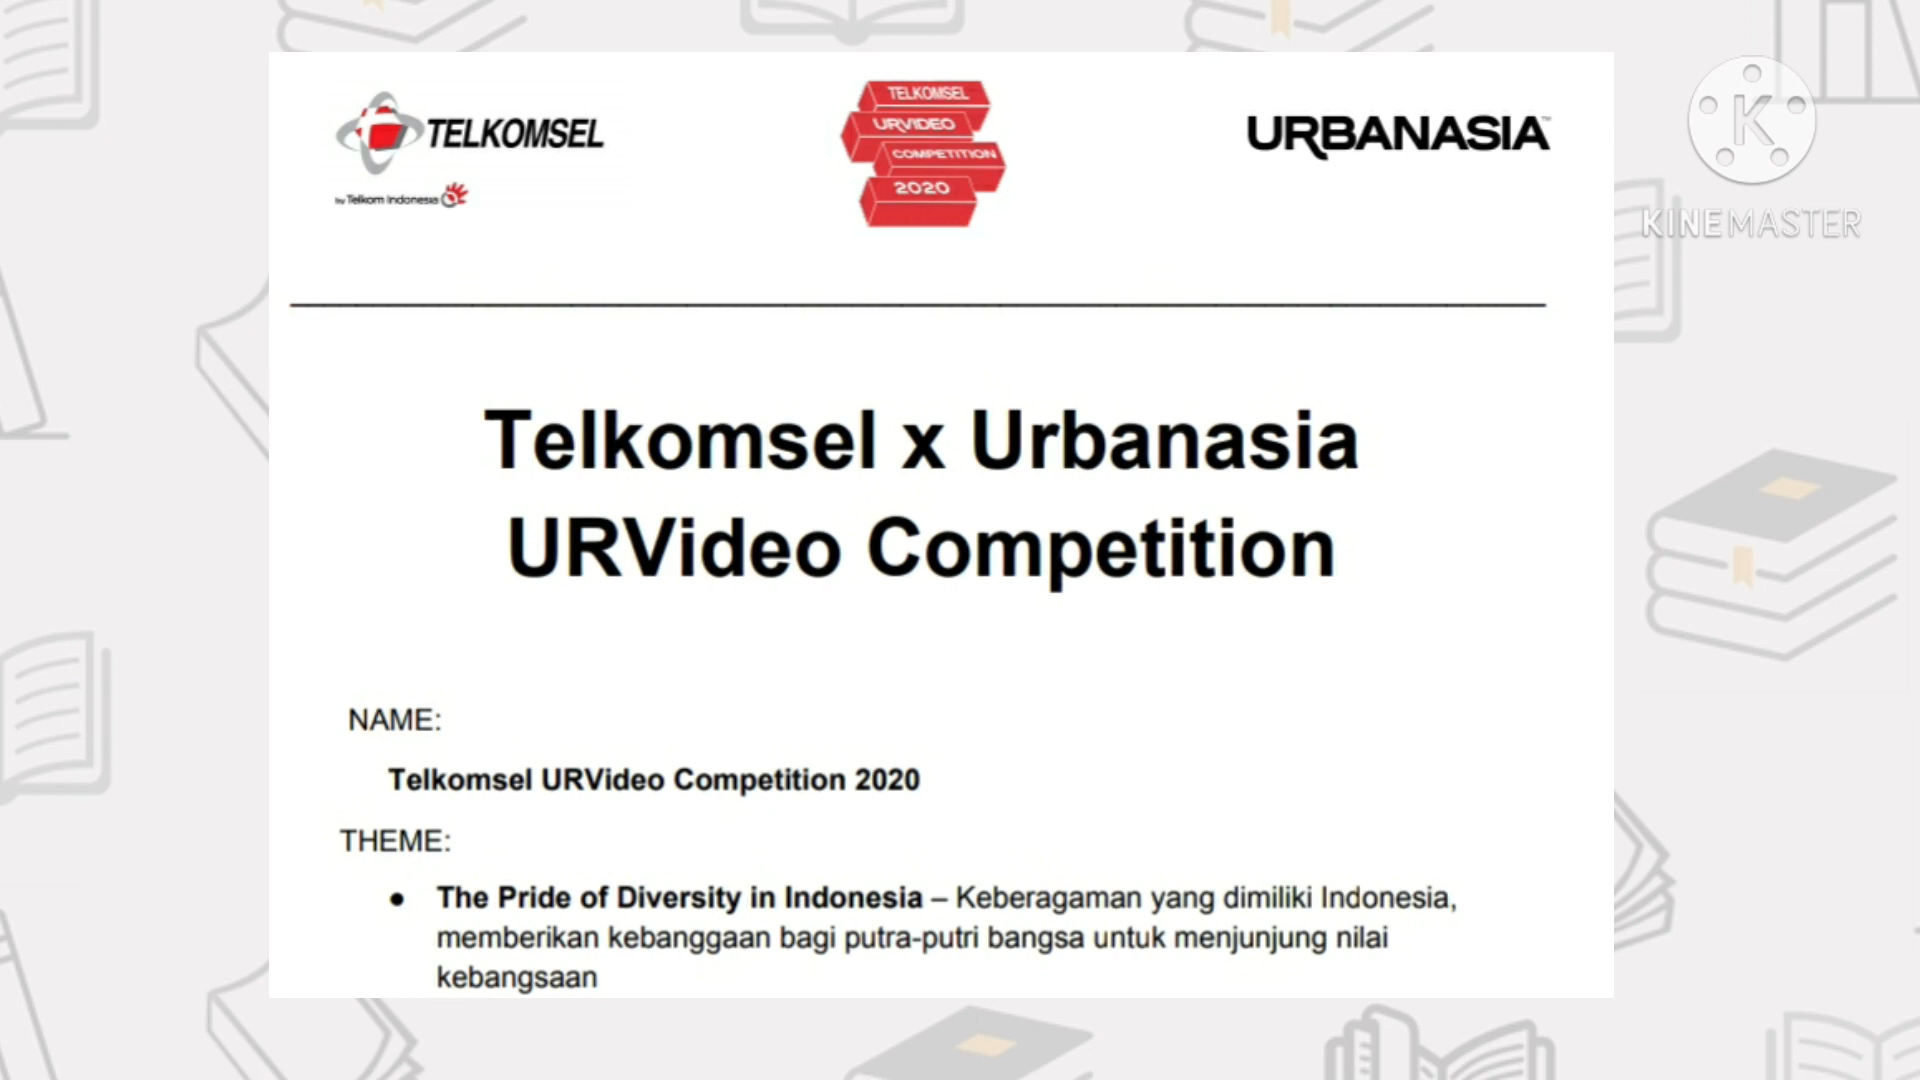 TELKOMSEL
by Telkom Indonesia
TELKOMSEL
URVIDEO
COMPETITION
2020
URBANASIA™
K
KINEMASTER
Telkomsel x Urbanasia
URVideo Competition
NAME:
Telkomsel URVideo Competition 2020
THEME:
● The Pride of Diversity in Indonesia – Keberagaman yang dimiliki Indonesia,
memberikan kebanggaan bagi putra-putri bangsa untuk menjunjung nilai
kebangsaan